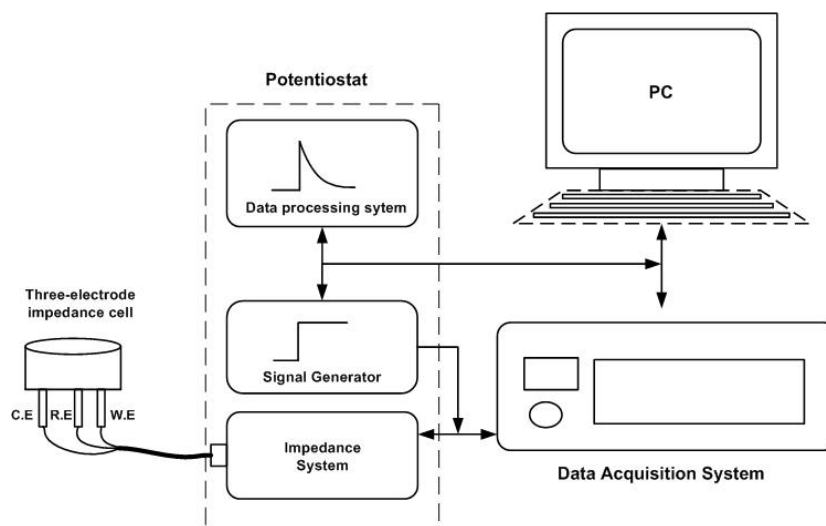 Potentiostat
PC
Data processing sytem
Three-electrode
impedance cell
Signal Generator
C.E R.E W.E
Impedance
System
Data Acquisition System